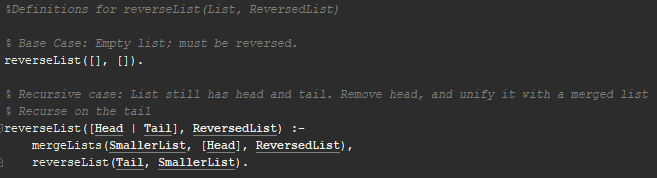 %Definitions for reverseList(List, ReversedList)
% Base Case: Empty list; must be reversed.
reverseList([], []).
% Recursive case: List still has head and tail. Remove head, and unify it with a merged list
% Recurse on the tail
reverseList([Head | Tail], ReversedList) :-
mergeLists(SmallerList, [Head], ReversedList),
reverseList(Tail, SmallerList).